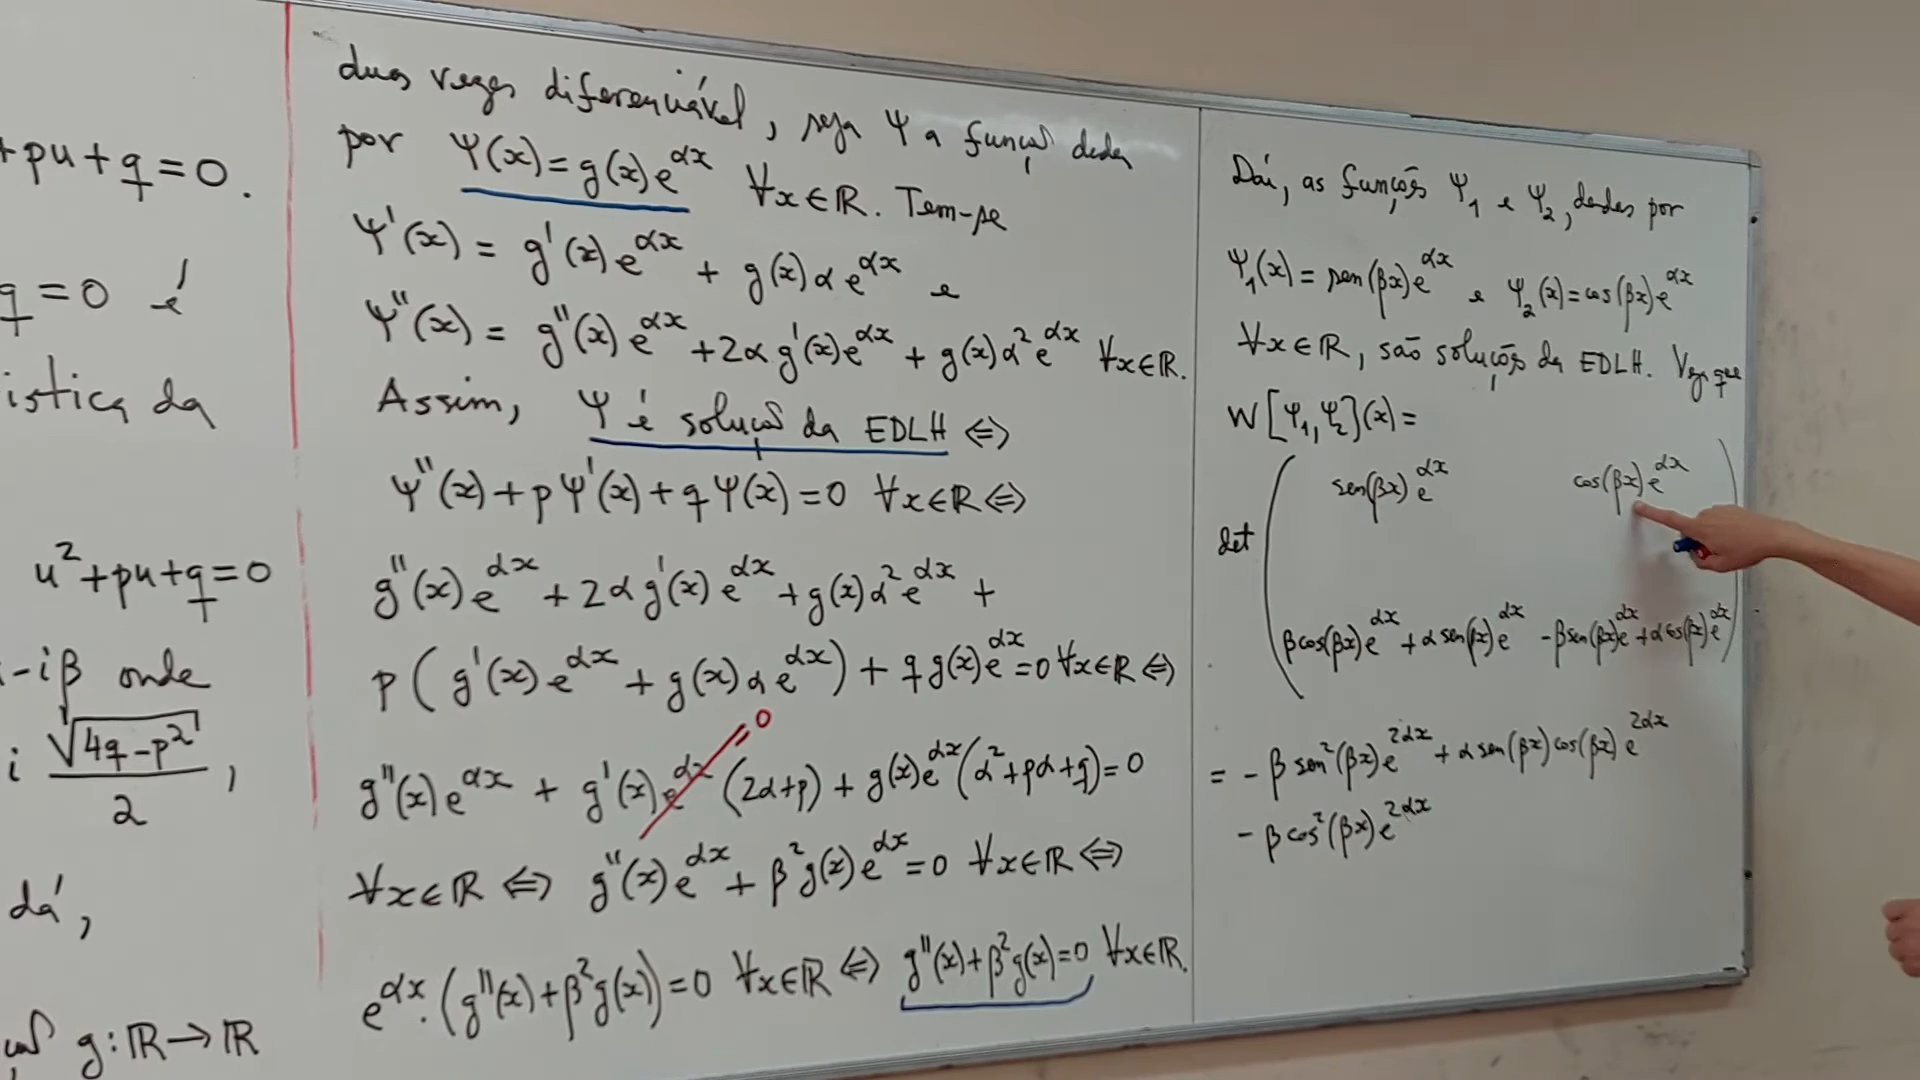 +pu+q=0.
q=0 é
ística da
u²+pu+q=0
-iβ onde
i √(4q-p²)/2,
dá,
g:ℝ→ℝ
duas vezes diferenciável, seja Ψ a função dada
por Ψ(x)=g(x)e^{αx} ∀x∈ℝ. Tem-se
Ψ'(x) = g'(x)e^{αx} + g(x)αe^{αx} e
Ψ''(x) = g''(x)e^{αx}+2αg'(x)e^{αx}+g(x)α²e^{αx} ∀x∈ℝ.
Assim, Ψ é solução da EDLH ⇔
Ψ''(x)+pΨ'(x)+qΨ(x)=0 ∀x∈ℝ⇔
g''(x)e^{αx}+2αg'(x)e^{αx}+g(x)α²e^{αx}+
p(g'(x)e^{αx}+g(x)αe^{αx})+qg(x)e^{αx}=0 ∀x∈ℝ⇔
=0
g''(x)e^{αx}+g'(x)e^{αx}(2α+p)+g(x)e^{αx}(α²+pα+q)=0
∀x∈ℝ ⇔ g''(x)e^{αx}+β²g(x)e^{αx}=0 ∀x∈ℝ⇔
e^{αx}.(g''(x)+β²g(x))=0 ∀x∈ℝ ⇔ g''(x)+β²g(x)=0 ∀x∈ℝ.
Daí, as funções Ψ₁ e Ψ₂, dadas por
Ψ₁(x)=sen(βx)e^{αx} e Ψ₂(x)=cos(βx)e^{αx}
∀x∈ℝ, são soluções da EDLH. Veja que
W[Ψ₁,Ψ₂](x)=
sen(βx)e^{αx} cos(βx)e^{αx}
det
βcos(βx)e^{αx}+αsen(βx)e^{αx} -βsen(βx)e^{αx}+αcos(βx)e^{αx}
= -βsen²(βx)e^{2αx}+αsen(βx)cos(βx)e^{2αx}
-βcos²(βx)e^{2αx}